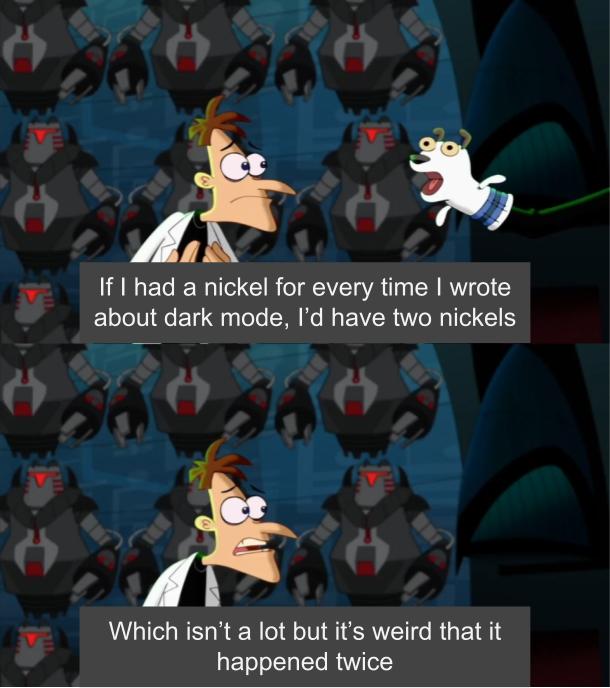 If I had a nickel for every time I wrote
about dark mode, I’d have two nickels
Which isn’t a lot but it’s weird that it
happened twice